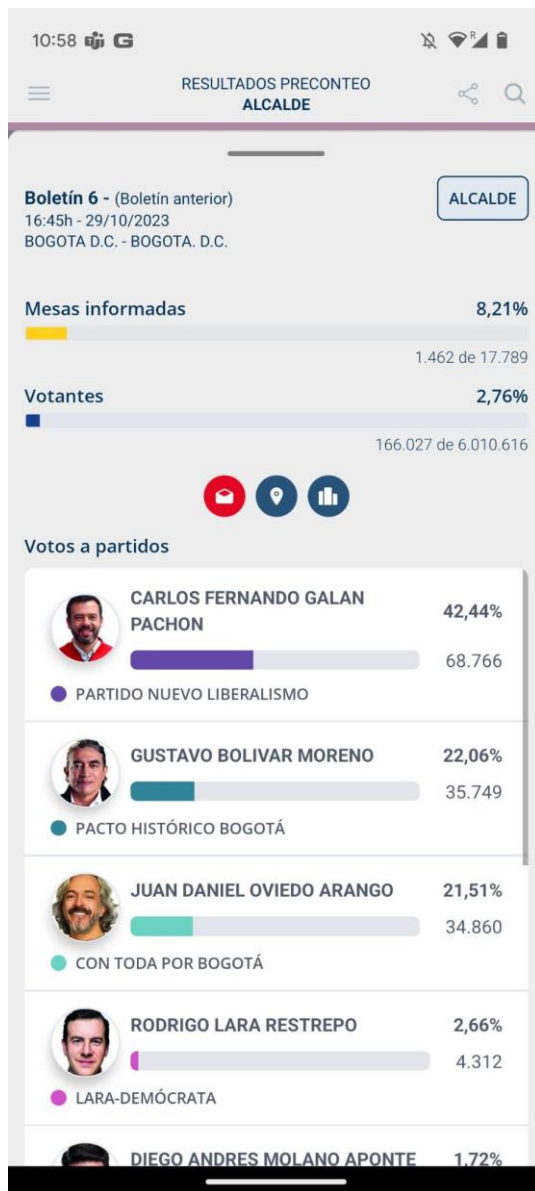 10:58
RESULTADOS PRECONTEO
ALCALDE
Boletín 6 - (Boletín anterior)
16:45h - 29/10/2023
BOGOTA D.C. - BOGOTA. D.C.
ALCALDE
Mesas informadas 8,21%
1.462 de 17.789
Votantes 2,76%
166.027 de 6.010.616
Votos a partidos
CARLOS FERNANDO GALAN
PACHON
42,44%
68.766
PARTIDO NUEVO LIBERALISMO
GUSTAVO BOLIVAR MORENO 22,06%
35.749
PACTO HISTÓRICO BOGOTÁ
JUAN DANIEL OVIEDO ARANGO 21,51%
34.860
CON TODA POR BOGOTÁ
RODRIGO LARA RESTREPO 2,66%
4.312
LARA-DEMÓCRATA
DIEGO ANDRES MOLANO APONTE 1,72%